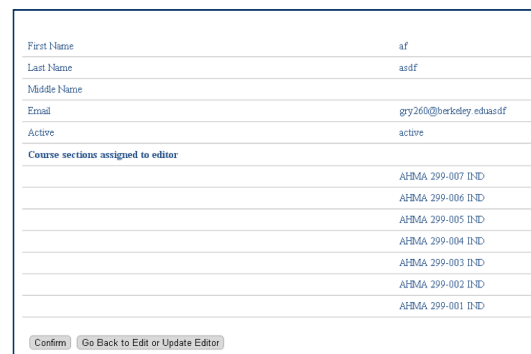 First Name af
Last Name asdf
Middle Name
Email gry260@berkeley.eduasdf
Active active
Course sections assigned to editor
AHMA 299-007 IND
AHMA 299-006 IND
AHMA 299-005 IND
AHMA 299-004 IND
AHMA 299-003 IND
AHMA 299-002 IND
AHMA 299-001 IND
Confirm Go Back to Edit or Update Editor